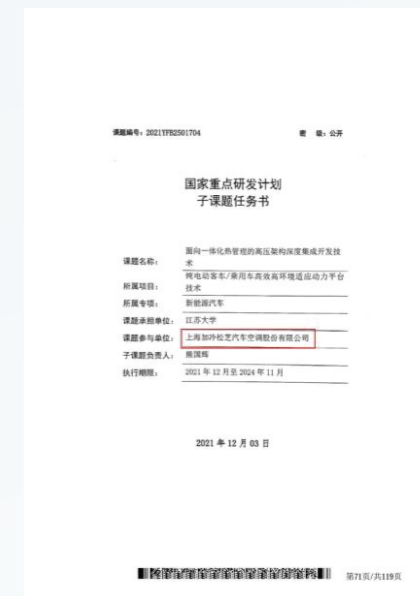 课题编号：2021YFB2501704 密 级：公开
国家重点研发计划
子课题任务书
课题名称：
面向一体化热管理的高压架构深度集成开发技
术
所属项目：
纯电动客车/乘用车高效高环境适应动力平台
技术
所属专项：新能源汽车
课题承担单位：江苏大学
课题参与单位：上海加冷松芝汽车空调股份有限公司
子课题负责人：熊国辉
执行期限：2021 年 12 月至 2024 年 11 月
2021 年 12 月 03 日
第71页/共119页